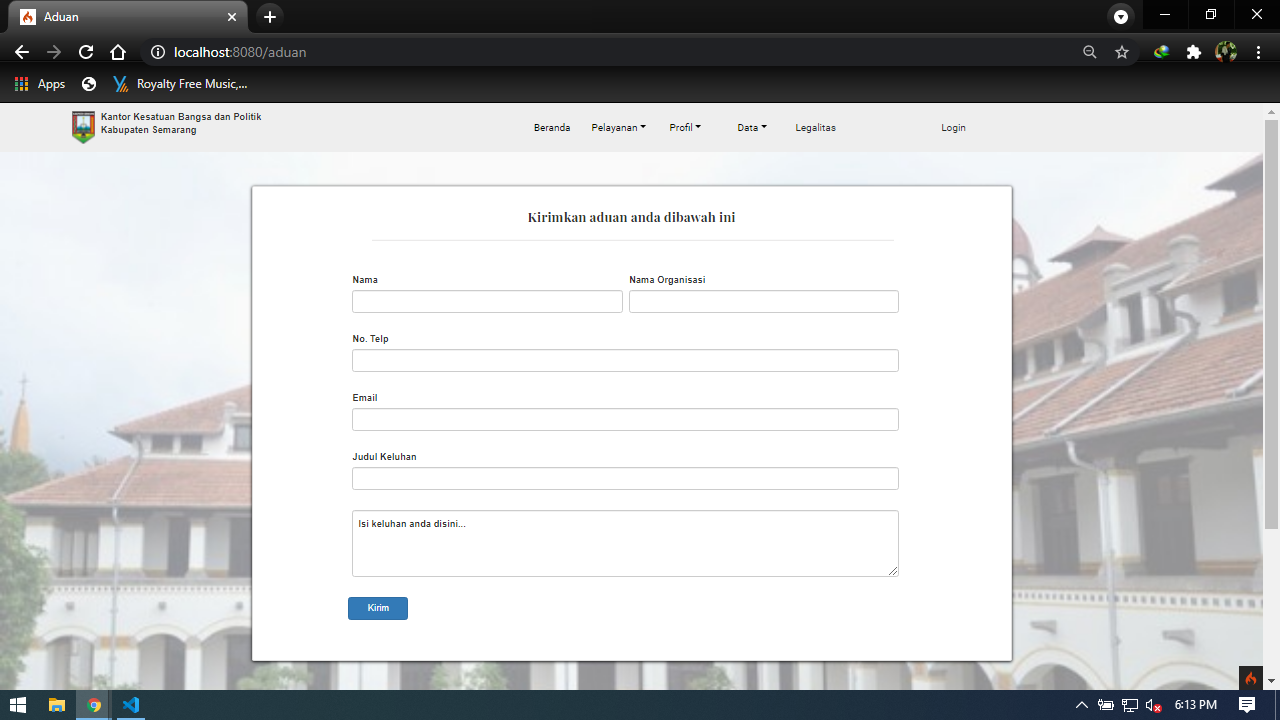 Aduan
localhost:8080/aduan
Apps
Royalty Free Music,...
Kantor Kesatuan Bangsa dan Politik
Kabupaten Semarang
Beranda Pelayanan Profil Data Legalitas Login
Kirimkan aduan anda dibawah ini
Nama Nama Organisasi
No. Telp
Email
Judul Keluhan
Isi keluhan anda disini...
Kirim
6:13 PM